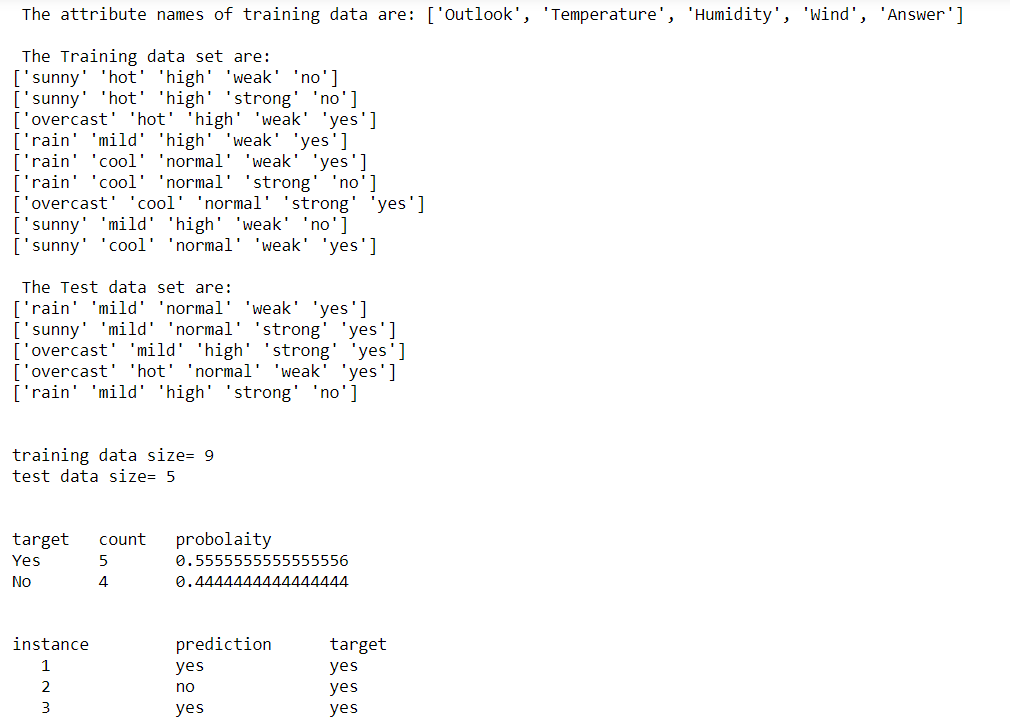 The attribute names of training data are: ['Outlook', 'Temperature', 'Humidity', 'Wind', 'Answer']
The Training data set are:
['sunny' 'hot' 'high' 'weak' 'no']
['sunny' 'hot' 'high' 'strong' 'no']
['overcast' 'hot' 'high' 'weak' 'yes']
['rain' 'mild' 'high' 'weak' 'yes']
['rain' 'cool' 'normal' 'weak' 'yes']
['rain' 'cool' 'normal' 'strong' 'no']
['overcast' 'cool' 'normal' 'strong' 'yes']
['sunny' 'mild' 'high' 'weak' 'no']
['sunny' 'cool' 'normal' 'weak' 'yes']
The Test data set are:
['rain' 'mild' 'normal' 'weak' 'yes']
['sunny' 'mild' 'normal' 'strong' 'yes']
['overcast' 'mild' 'high' 'strong' 'yes']
['overcast' 'hot' 'normal' 'weak' 'yes']
['rain' 'mild' 'high' 'strong' 'no']
training data size= 9
test data size= 5
target count probolaity
Yes 5 0.5555555555555556
No 4 0.4444444444444444
instance prediction target
1 yes yes
2 no yes
3 yes yes